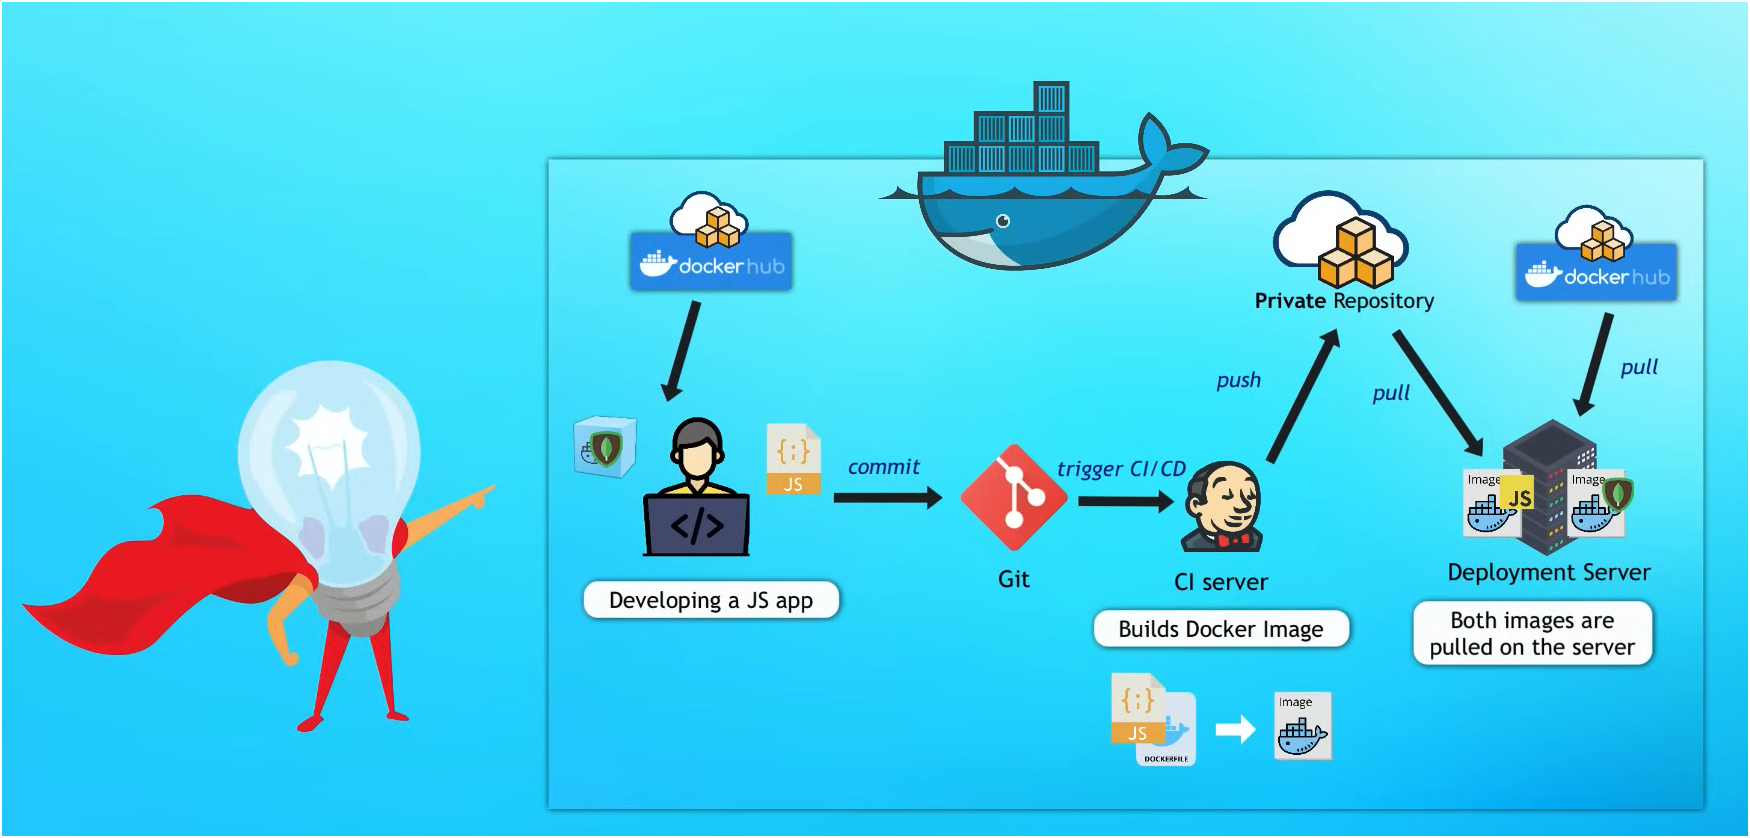 docker hub
Private Repository
docker hub
push
pull
pull
{;}
JS
</>
commit
trigger CI/CD
Image
JS
Image
Git
CI server
Deployment Server
Developing a JS app
Builds Docker Image
Both images are
pulled on the server
{;}
JS
DOCKERFILE
Image